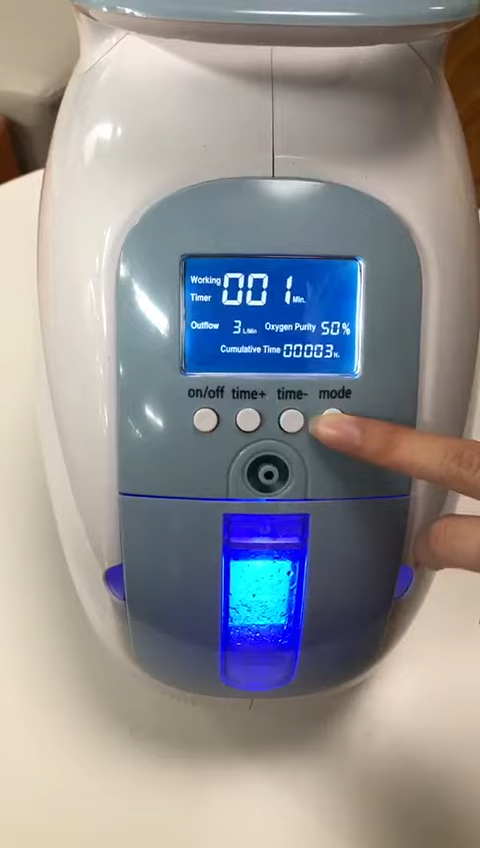 Working Timer 001 Min.
Outflow 3 L/Min Oxygen Purity 50%
Cumulative Time 00003 H.
on/off time+ time- mode